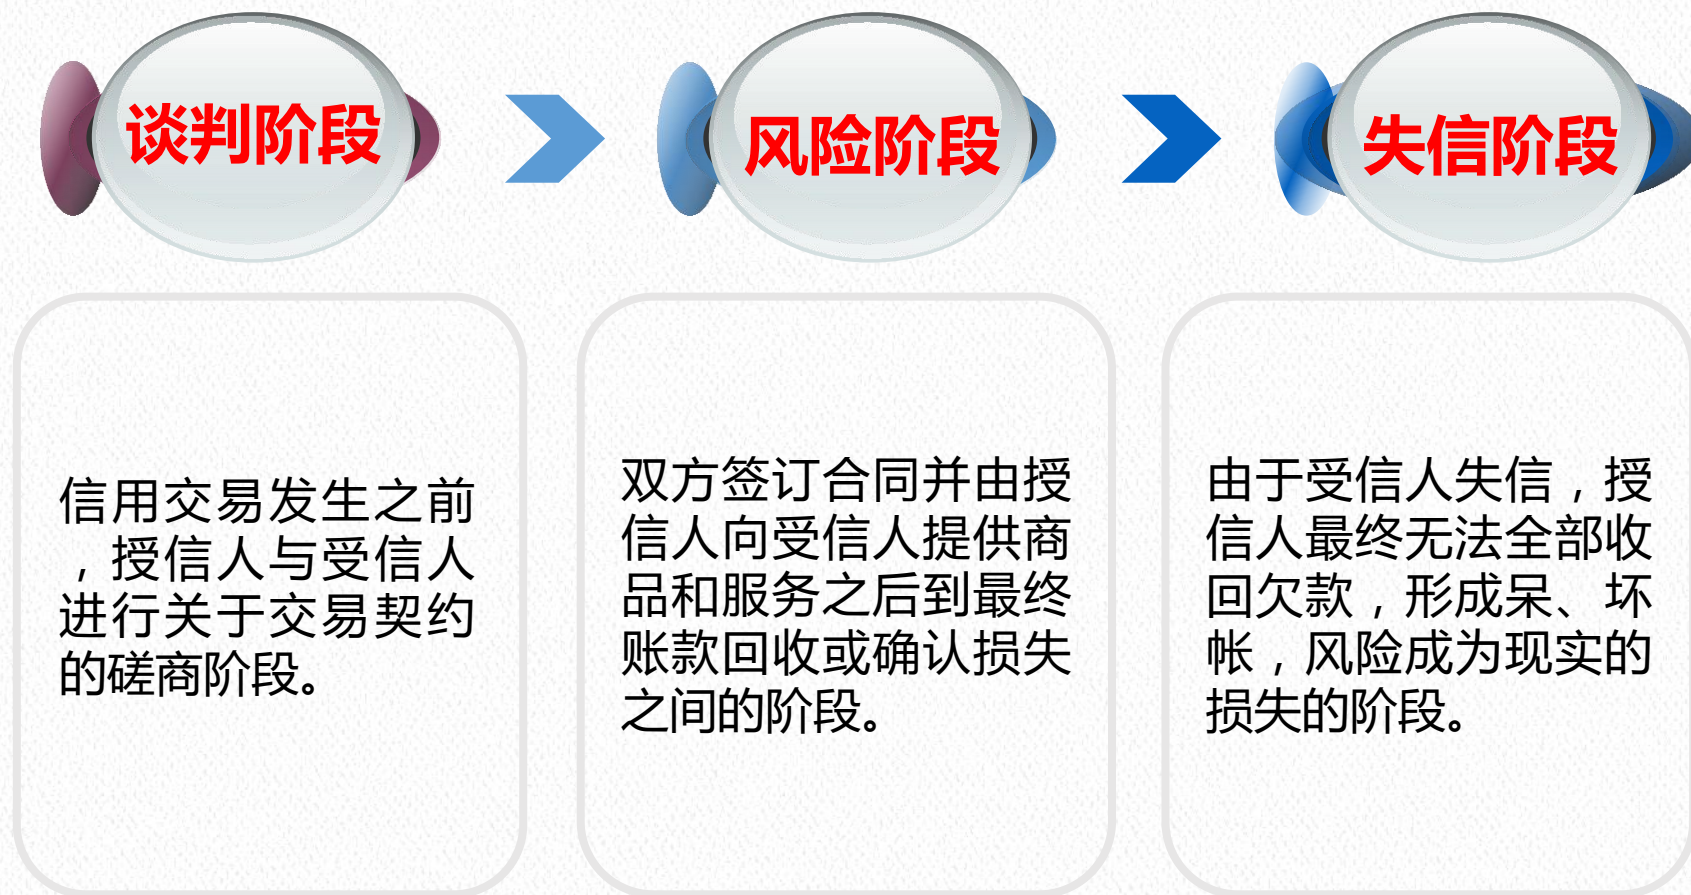 谈判阶段
风险阶段
失信阶段
信用交易发生之前
，授信人与受信人
进行关于交易契约
的磋商阶段。
双方签订合同并由授
信人向受信人提供商
品和服务之后到最终
账款回收或确认损失
之间的阶段。
由于受信人失信，授
信人最终无法全部收
回欠款，形成呆、坏
帐，风险成为现实的
损失的阶段。